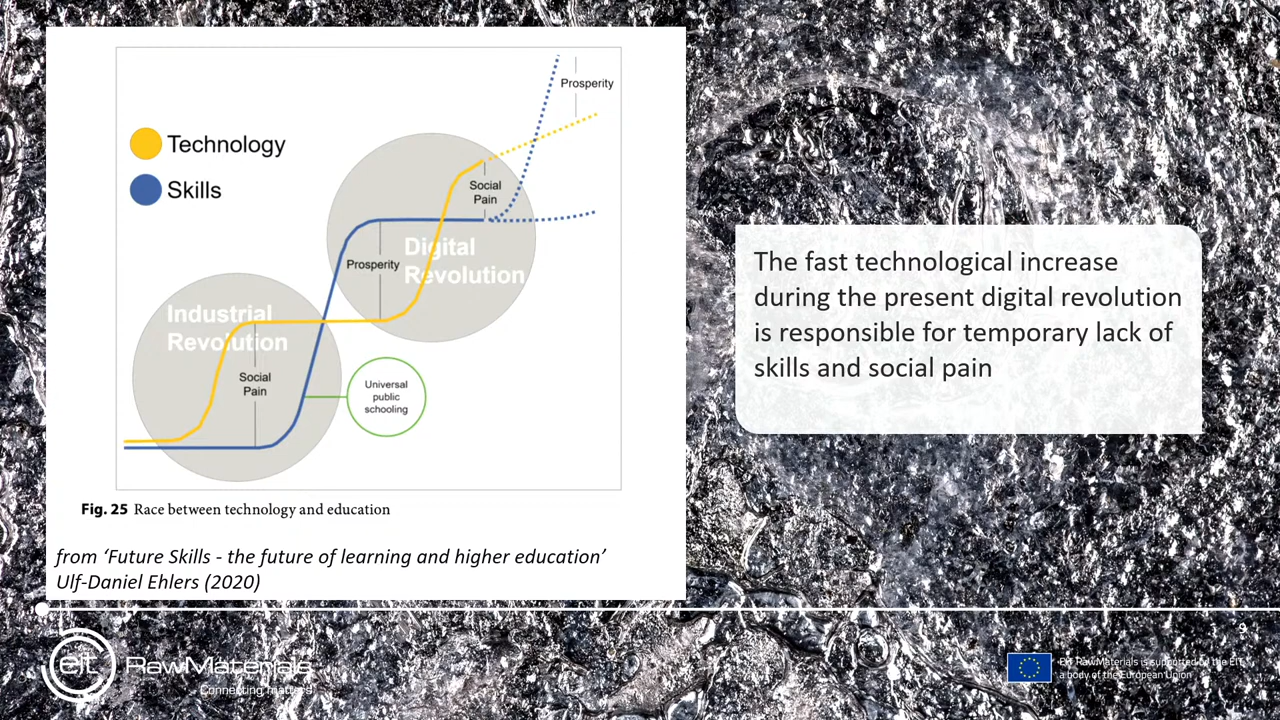 Technology
Skills
Prosperity
Social
Pain
Digital
Revolution
Prosperity
Industrial
Revolution
Social
Pain
Universal
public
schooling
Fig. 25 Race between technology and education
from ‘Future Skills - the future of learning and higher education’
Ulf-Daniel Ehlers (2020)
The fast technological increase
during the present digital revolution
is responsible for temporary lack of
skills and social pain
9
eit RawMaterials
Connecting matters
EIT RawMaterials is supported by the EIT,
a body of the European Union